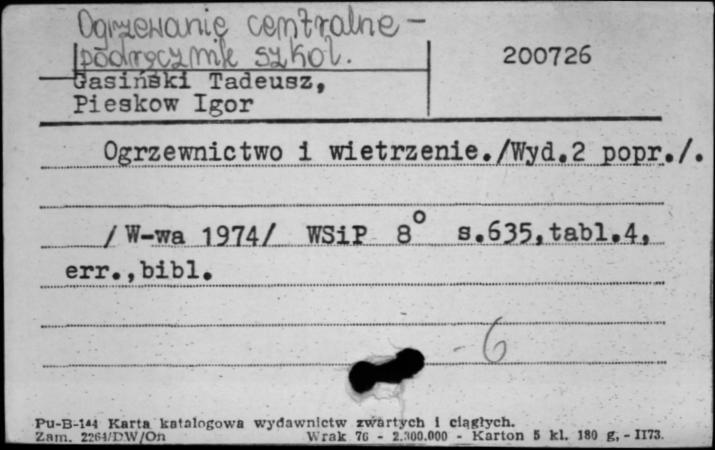 Ogrzewanie centralne -
podręcznik szkol.
200726
Gasiński Tadeusz,
Pieskow Igor
Ogrzewnictwo i wietrzenie./Wyd.2 popr./.
/W-wa 1974/ WSiP 8° s.635,tabl.4,
err.,bibl.
- 6
Pu-B-144 Karta katalogowa wydawnictw zwartych i ciągłych.
Zam. 2264/DW/On Wrak 76 - 2.300.000 - Karton 5 kl. 180 g, - II73.